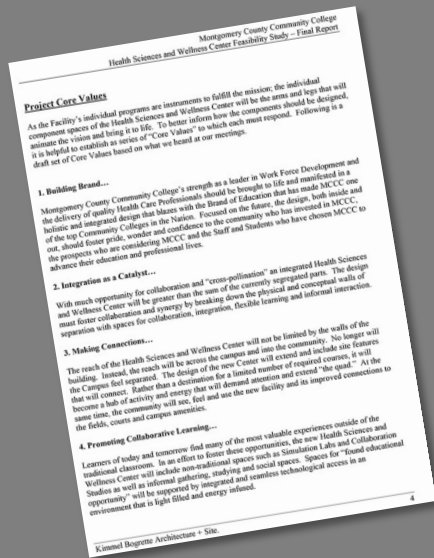 Montgomery County Community College
Health Sciences and Wellness Center Feasibility Study – Final Report
Project Core Values
As the Facility's individual programs are instruments to fulfill the mission; the individual
component spaces of the Health Sciences and Wellness Center will be the arms and legs that will
animate the vision and bring it to life. To better inform how the components should be designed,
it is helpful to establish as series of "Core Values" to which each must respond. Following is a
draft set of Core Values based on what we heard at our meetings.
1. Building Brand…
Montgomery County Community College's strength as a leader in Work Force Development and
the delivery of quality Health Care Professionals should be brought to life and manifested in a
holistic and integrated design that blazes with the Brand of Education that has made MCCC one
of the top Community Colleges in the Nation. Focused on the future, the design, both inside and
out, should foster pride, wonder and confidence to the community who has invested in MCCC,
the prospects who are considering MCCC and the Staff and Students who have chosen MCCC to
advance their education and professional lives.
2. Integration as a Catalyst…
With much opportunity for collaboration and "cross-pollination" an integrated Health Sciences
and Wellness Center will be greater than the sum of the currently segregated parts. The design
must foster collaboration and synergy by breaking down the physical and conceptual walls of
separation with spaces for collaboration, integration, flexible learning and informal interaction.
3. Making Connections…
The reach of the Health Sciences and Wellness Center will not be limited by the walls of the
building. Instead, the reach will be across the campus and into the community. No longer will
the Campus feel separated. The design of the new Center will extend and include site features
that will connect. Rather than a destination for a limited number of required courses, it will
become a hub of activity and energy that will demand attention and extend "the quad." At the
same time, the community will see, feel and use the new facility and its improved connections to
the fields, courts and campus amenities.
4. Promoting Collaborative Learning…
Learners of today and tomorrow find many of the most valuable experiences outside of the
traditional classroom. In an effort to foster these opportunities, the new Health Sciences and
Wellness Center will include non-traditional spaces such as Simulation Labs and Collaboration
Studios as well as informal gathering, studying and social spaces. Spaces for "found educational
opportunity" will be supported by integrated and seamless technological access in an
environment that is light filled and energy infused.
Kimmel Bogrette Architecture + Site.
4